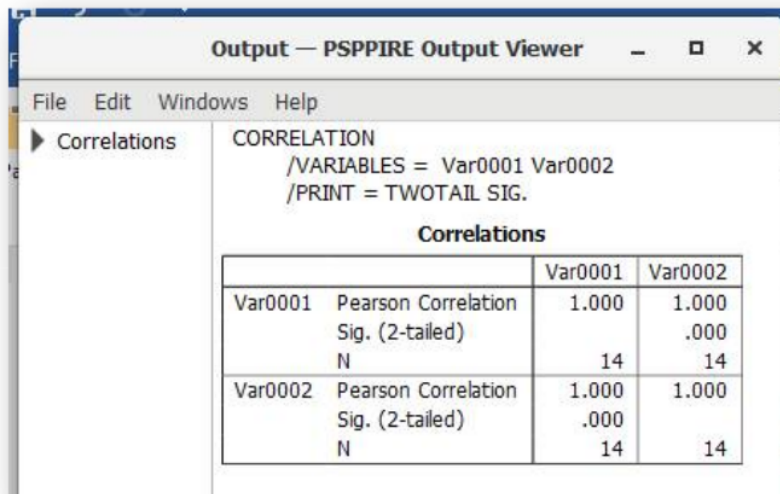 Output — PSPPIRE Output Viewer
File Edit Windows Help
Correlations
CORRELATION
/VARIABLES = Var0001 Var0002
/PRINT = TWOTAIL SIG.
Correlations
Var0001 Var0002
Var0001 Pearson Correlation 1.000 1.000
Sig. (2-tailed) .000
N 14 14
Var0002 Pearson Correlation 1.000 1.000
Sig. (2-tailed) .000
N 14 14